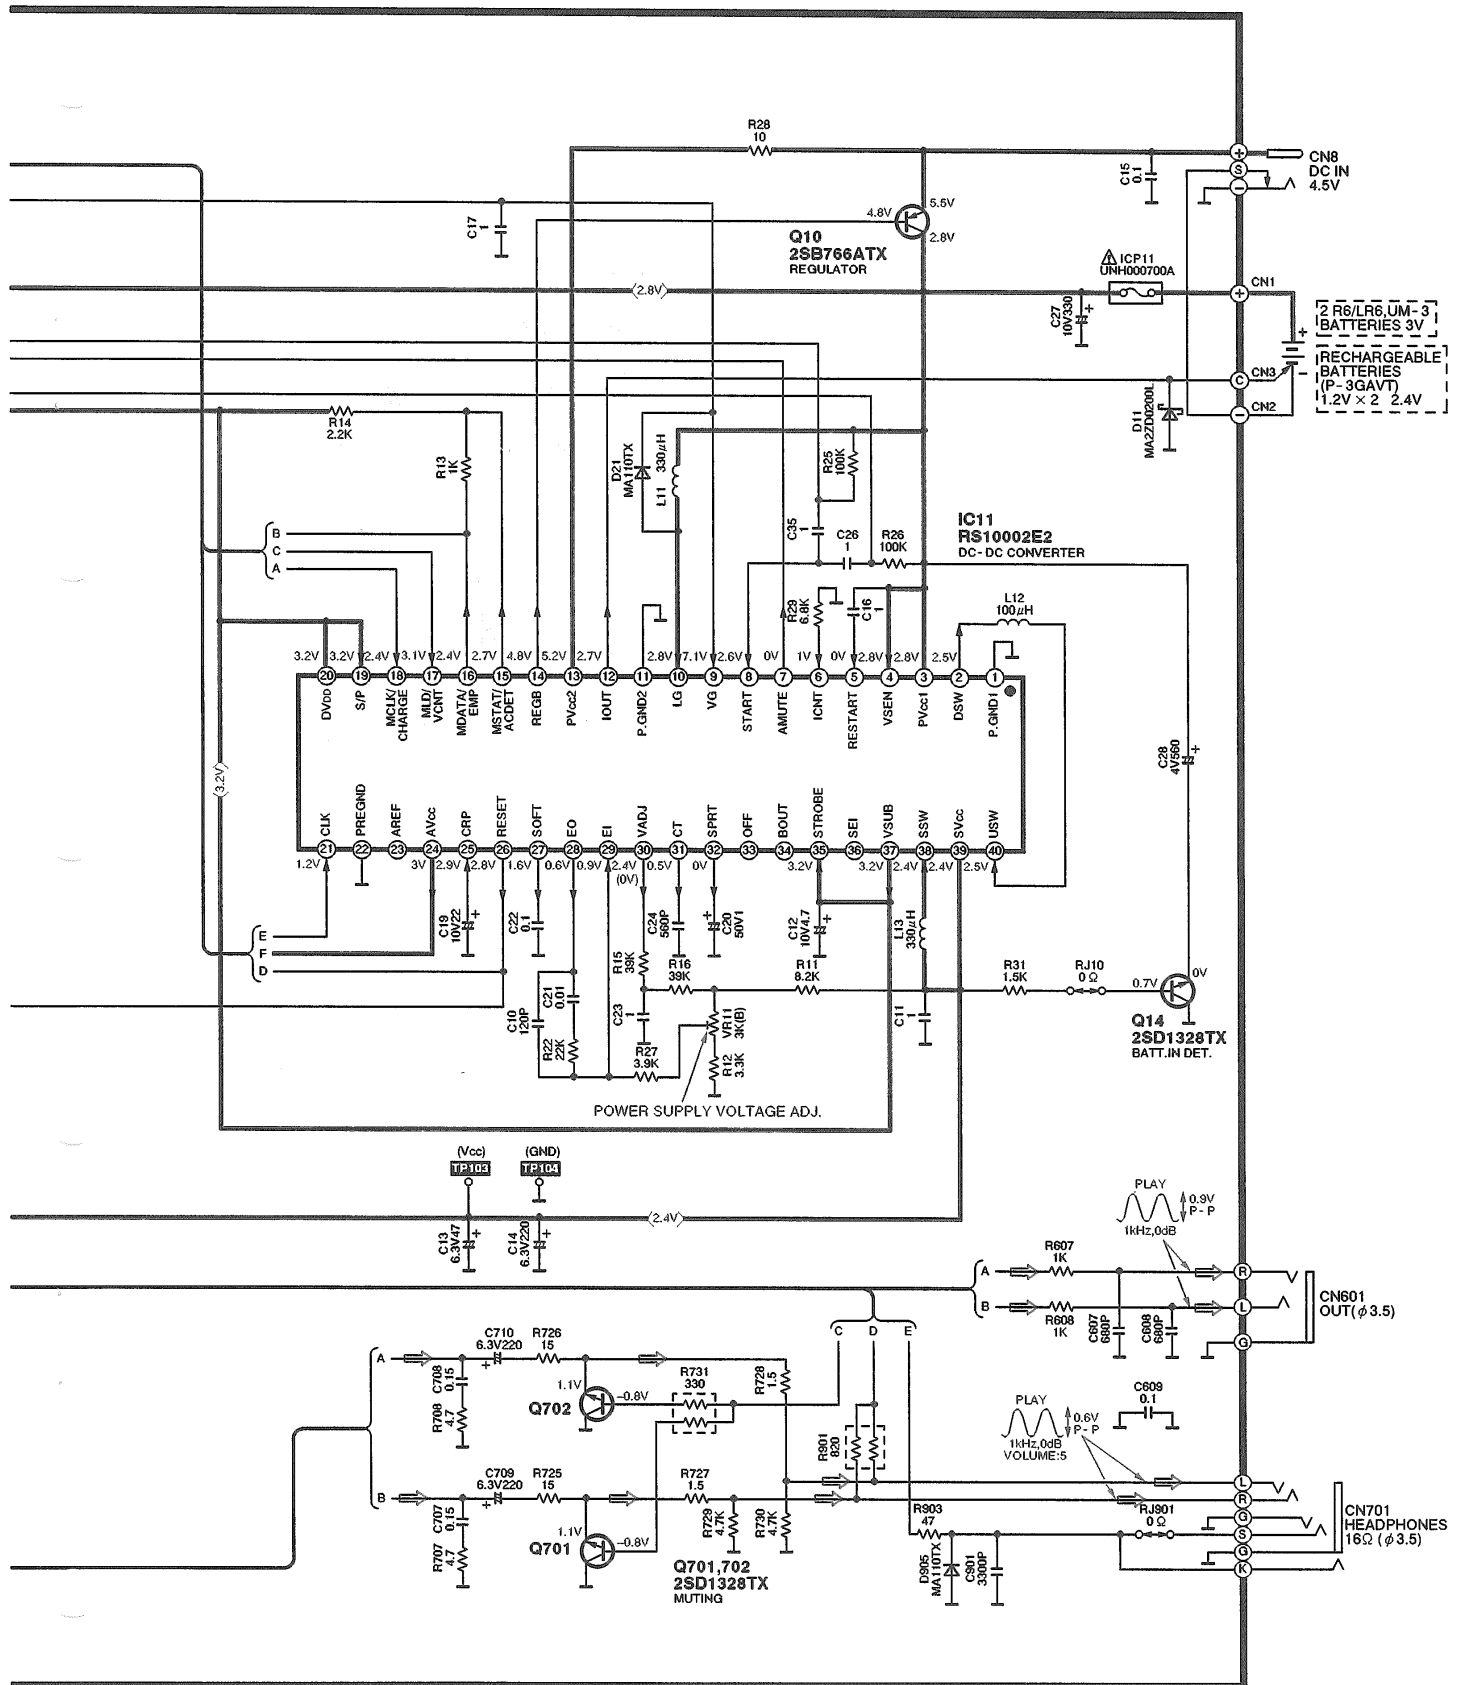 R28
10
CN8
DC IN
4.5V
C15
0.1
+
S
−
C17
1
4.8V
5.5V
2.8V
Q10
2SB766ATX
REGULATOR
ICP11
UNH000700A
(2.8V)
C27
10V330
+
CN1
+
2 R6/LR6,UM-3
BATTERIES 3V
RECHARGEABLE
BATTERIES
(P-3GAVT)
1.2V × 2 2.4V
+
−
C
CN3
−
CN2
D11
MA2ZD0200L
R14
2.2K
R13
1K
D21
MA110TX
L11 330μH
R25
100K
C35
1
C26
1
R26
100K
IC11
RS10002E2
DC-DC CONVERTER
B
C
A
R29
6.8K
C16
1
L12
100μH
3.2V 3.2V 2.4V 3.1V 2.4V 2.7V 4.8V 5.2V 2.7V 2.8V 7.1V 2.6V 0V 1V 0V 2.8V 2.8V 2.5V
20 19 18 17 16 15 14 13 12 11 10 9 8 7 6 5 4 3 2 1
DVDD
S/P
MCLK/
CHARGE
MLD/
VCNT
MDATA/
EMP
MSTAT/
ACDET
REGB
PVcc2
IOUT
P.GND2
LG
VG
START
AMUTE
ICNT
RESTART
VSEN
PVcc1
DSW
P.GND1
(3.2V)
C28
4V560
+
CLK
PREGND
AREF
AVcc
CRP
RESET
SOFT
EO
EI
VADJ
CT
SPRT
OFF
BOUT
STROBE
SEI
VSUB
SSW
SVcc
USW
21 22 23 24 25 26 27 28 29 30 31 32 33 34 35 36 37 38 39 40
1.2V 3V 2.9V 2.8V 1.6V 0.6V 0.9V 2.4V 0.5V 0V 3.2V 3.2V 2.4V 2.4V 2.5V
(0V)
E
F
D
C19
10V22
+
C22
0.1
R15
39K
C24
560P
C20
50V1
+
C12
10V4.7
+
L13
330μH
R16
39K
R11
8.2K
R31
1.5K
RJ10
0 Ω
0.7V
0V
Q14
2SD1328TX
BATT.IN DET.
C10
120P
C21
0.01
R22
22K
C23
1
R27
3.9K
VR11
3K(B)
R12
3.3K
C11
1
POWER SUPPLY VOLTAGE ADJ.
(Vcc)
TP103
(GND)
TP104
(2.4V)
C13
6.3V47
+
C14
6.3V220
+
PLAY
0.9V
P-P
1kHz,0dB
A
R607
1K
B
R608
1K
C607
680P
C608
680P
R
L
G
CN601
OUT(φ3.5)
C D E
A
C710
6.3V220
+
R726
15
C708
0.15
R708
4.7
1.1V
-0.8V
Q702
R731
330
R728
1.5
R901
820
C609
0.1
PLAY
0.6V
P-P
1kHz,0dB
VOLUME:5
B
C709
6.3V220
+
R725
15
R727
1.5
C707
0.15
R707
4.7
1.1V
-0.8V
Q701
R729
4.7K
R730
4.7K
Q701,702
2SD1328TX
MUTING
R903
47
D905
MA110TX
C901
3300P
RJ901
0 Ω
L
R
G
S
G
K
CN701
HEADPHONES
16Ω (φ3.5)